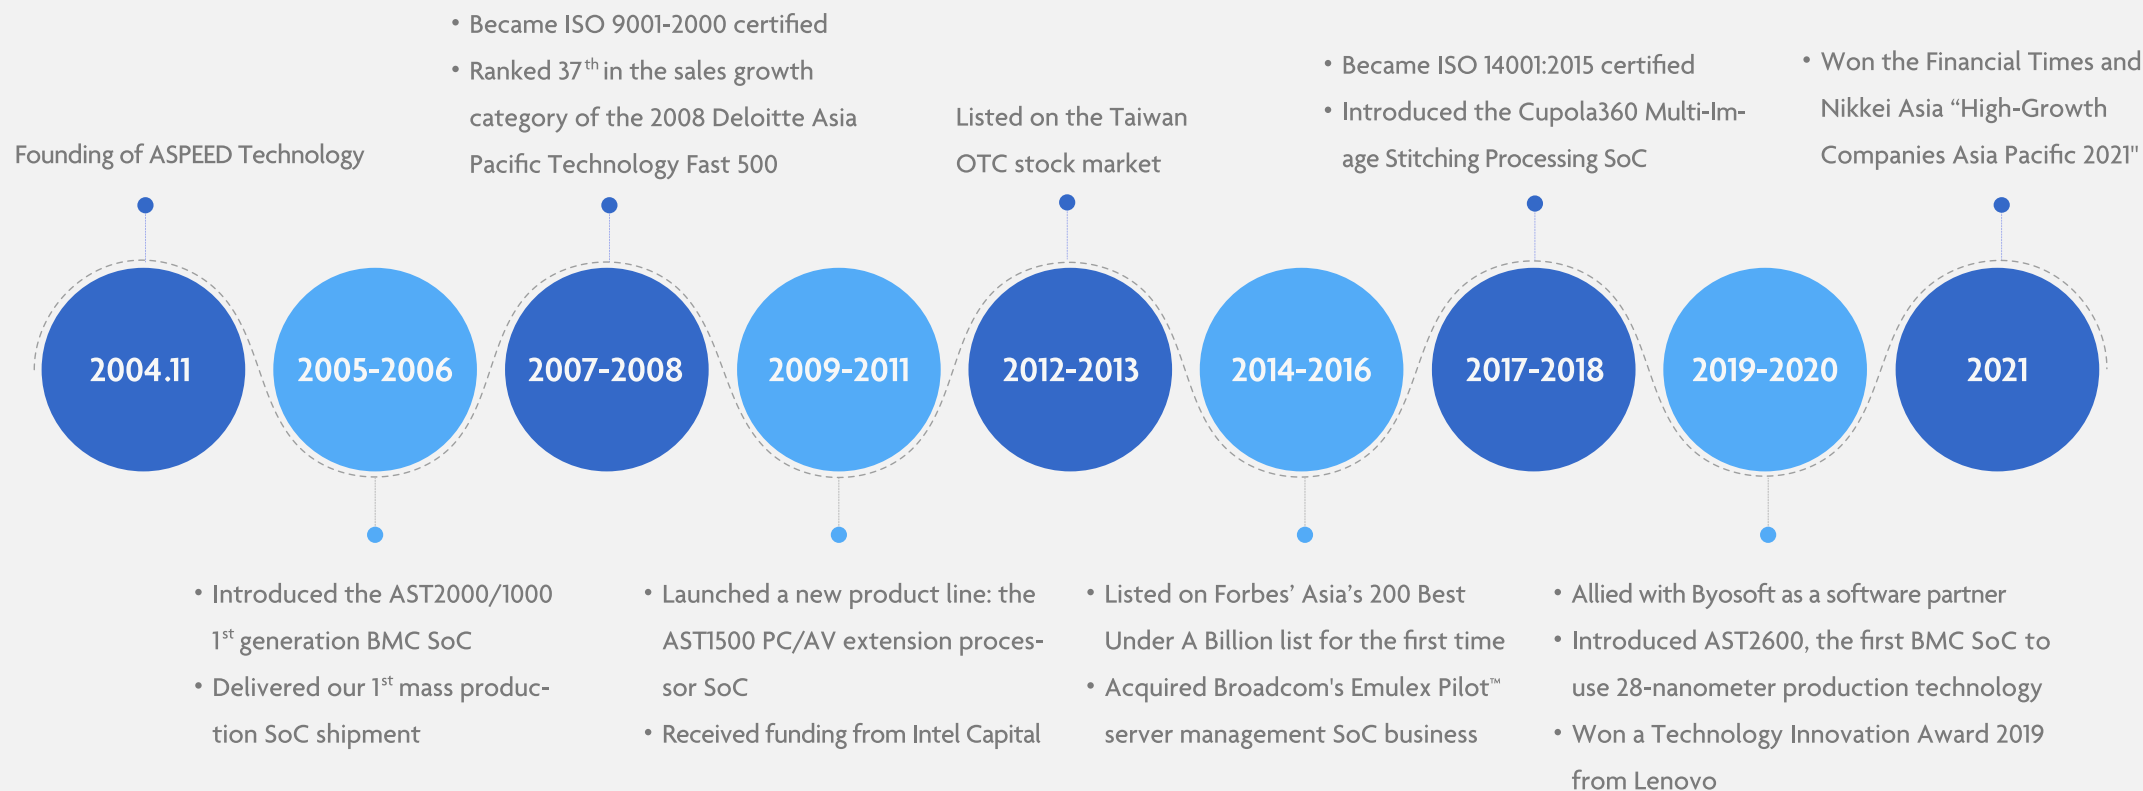 Founding of ASPEED Technology
2004.11
2005-2006
• Introduced the AST2000/1000
1st generation BMC SoC
• Delivered our 1st mass produc-
tion SoC shipment
• Became ISO 9001-2000 certified
• Ranked 37th in the sales growth
category of the 2008 Deloitte Asia
Pacific Technology Fast 500
2007-2008
2009-2011
• Launched a new product line: the
AST1500 PC/AV extension proces-
sor SoC
• Received funding from Intel Capital
Listed on the Taiwan
OTC stock market
2012-2013
2014-2016
• Listed on Forbes’ Asia’s 200 Best
Under A Billion list for the first time
• Acquired Broadcom's Emulex Pilot™
server management SoC business
• Became ISO 14001:2015 certified
• Introduced the Cupola360 Multi-Im-
age Stitching Processing SoC
2017-2018
2019-2020
• Allied with Byosoft as a software partner
• Introduced AST2600, the first BMC SoC to
use 28-nanometer production technology
• Won a Technology Innovation Award 2019
from Lenovo
• Won the Financial Times and
Nikkei Asia “High-Growth
Companies Asia Pacific 2021"
2021